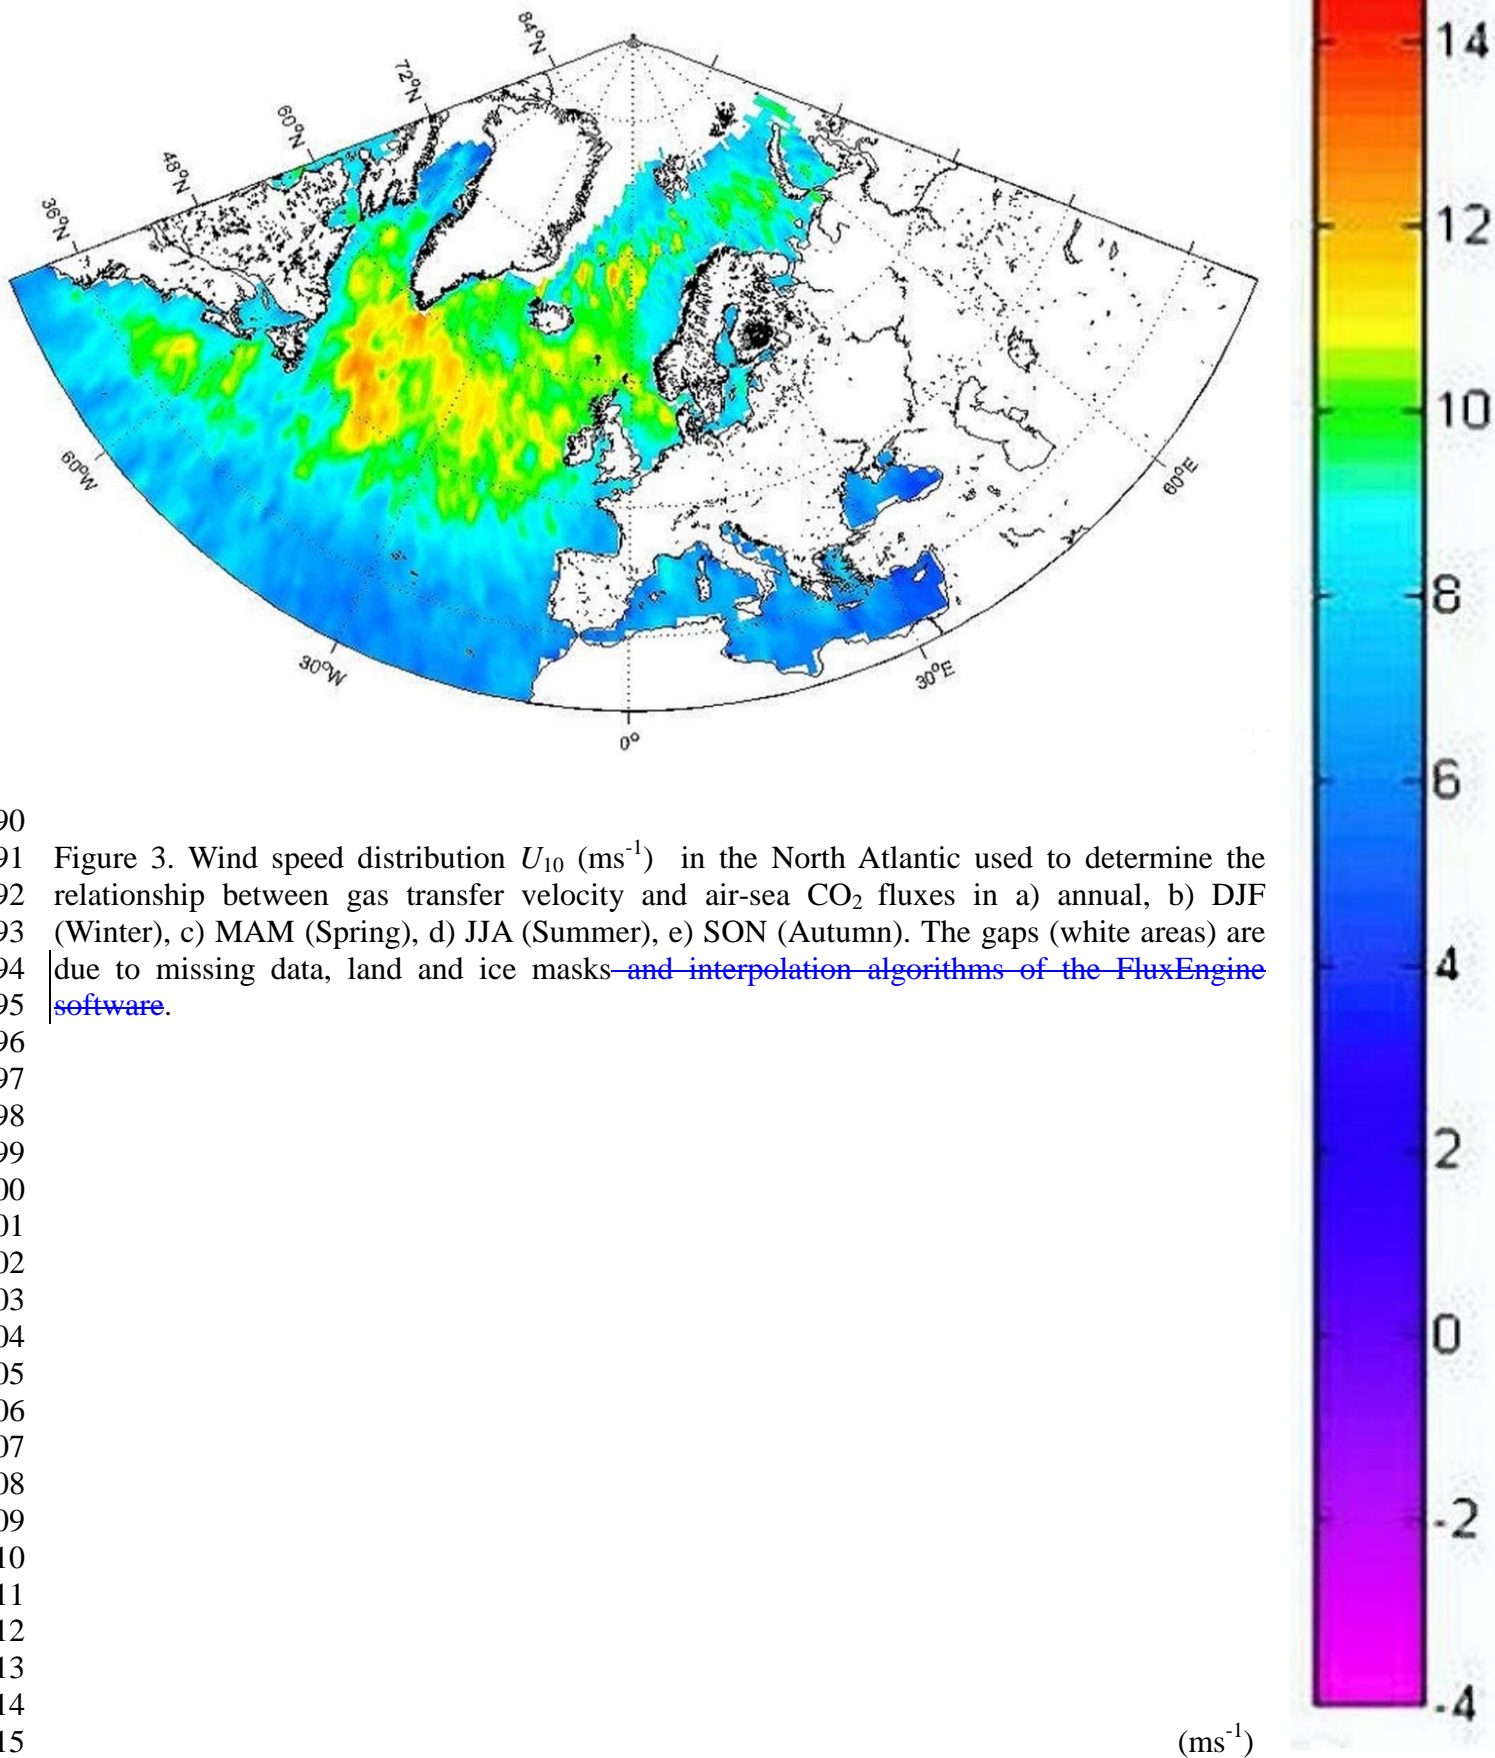 84°N
72°N
60°N
48°N
36°N
60°W
30°W
0°
30°E
60°E
14
12
10
8
6
4
2
0
-2
-4
90
91 Figure 3. Wind speed distribution U10 (ms-1) in the North Atlantic used to determine the
92 relationship between gas transfer velocity and air-sea CO2 fluxes in a) annual, b) DJF
93 (Winter), c) MAM (Spring), d) JJA (Summer), e) SON (Autumn). The gaps (white areas) are
94 due to missing data, land and ice masks and interpolation algorithms of the FluxEngine
95 software.
96
97
98
99
00
01
02
03
04
05
06
07
08
09
10
11
12
13
14
15 (ms-1)